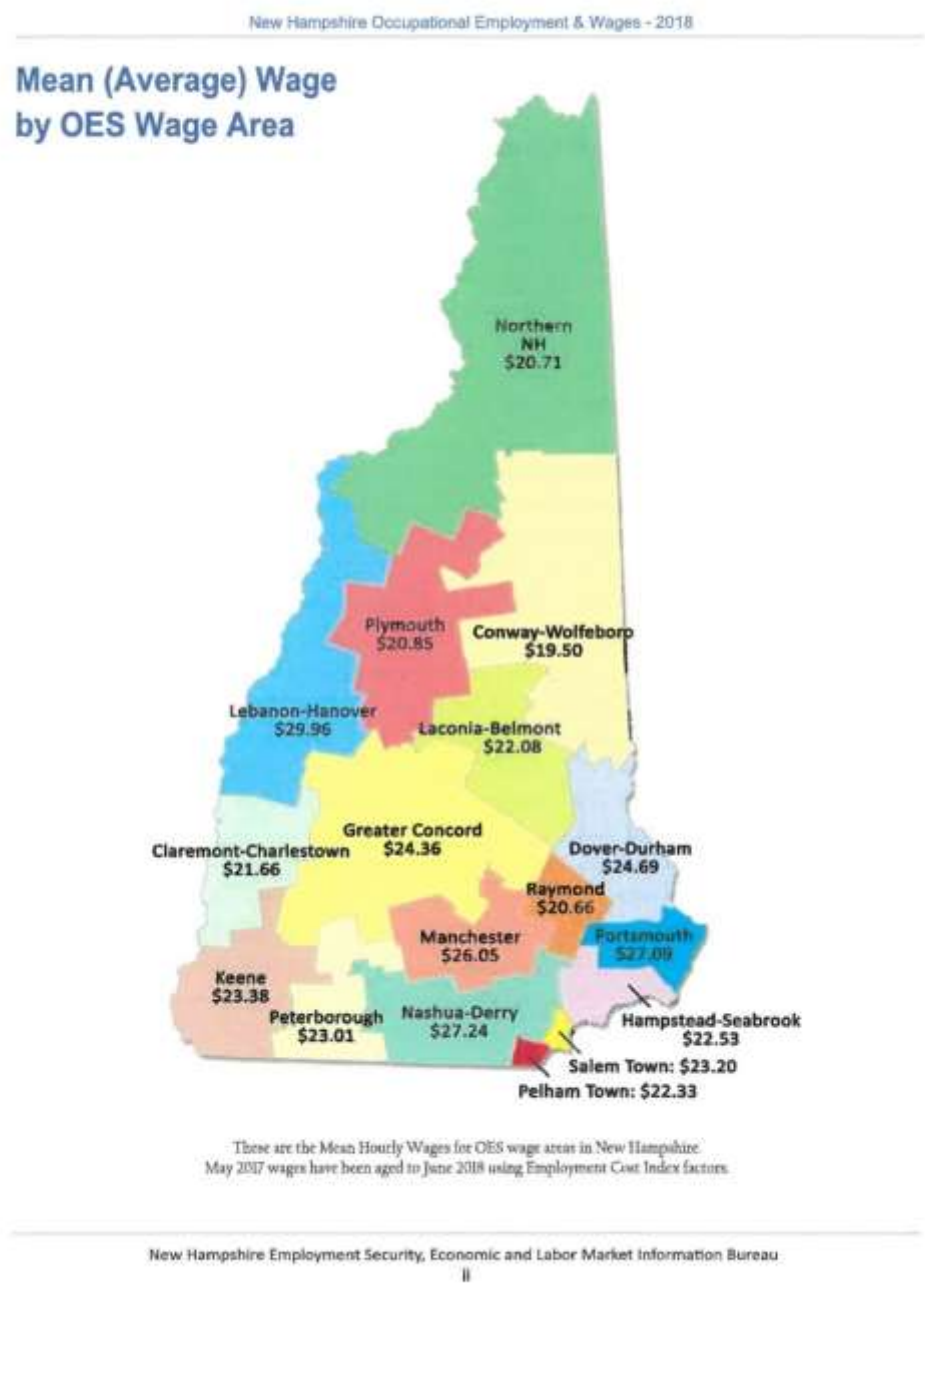 New Hampshire Occupational Employment & Wages - 2018
Mean (Average) Wage
by OES Wage Area
Northern
NH
$20.71
Plymouth
$20.85
Conway-Wolfeboro
$19.50
Lebanon-Hanover
$29.96
Laconia-Belmont
$22.08
Greater Concord
$24.36
Claremont-Charlestown
$21.66
Dover-Durham
$24.69
Raymond
$20.66
Manchester
$26.05
Portsmouth
$27.09
Keene
$23.38
Peterborough
$23.01
Nashua-Derry
$27.24
Hampstead-Seabrook
$22.53
Salem Town: $23.20
Pelham Town: $22.33
These are the Mean Hourly Wages for OES wage areas in New Hampshire.
May 2017 wages have been aged to June 2018 using Employment Cost Index factors.
New Hampshire Employment Security, Economic and Labor Market Information Bureau
ii